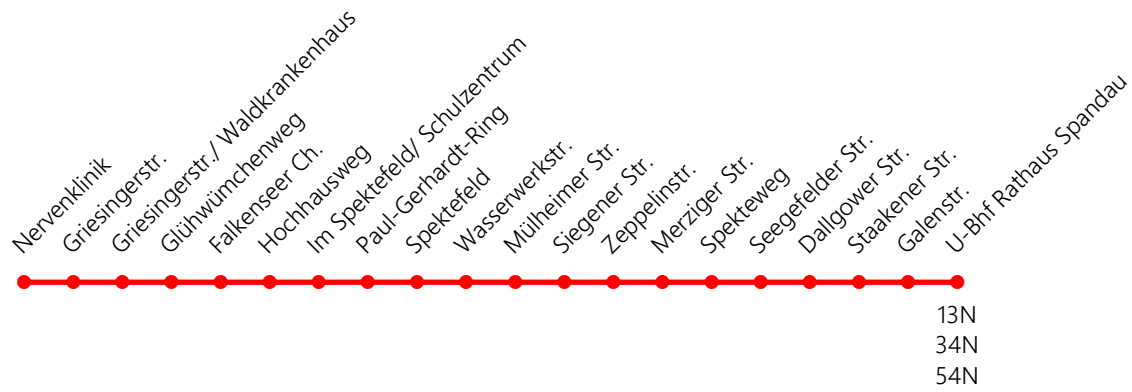 Nervenklinik
Griesingerstr.
Griesingerstr./ Waldkrankenhaus
Glühwümchenweg
Falkenseer Ch.
Hochhausweg
Im Spektefeld/ Schulzentrum
Paul-Gerhardt-Ring
Spektefeld
Wasserwerkstr.
Mülheimer Str.
Siegener Str.
Zeppelinstr.
Merziger Str.
Spekteweg
Seegefelder Str.
Dallgower Str.
Staakener Str.
Galenstr.
U-Bhf Rathaus Spandau
13N
34N
54N